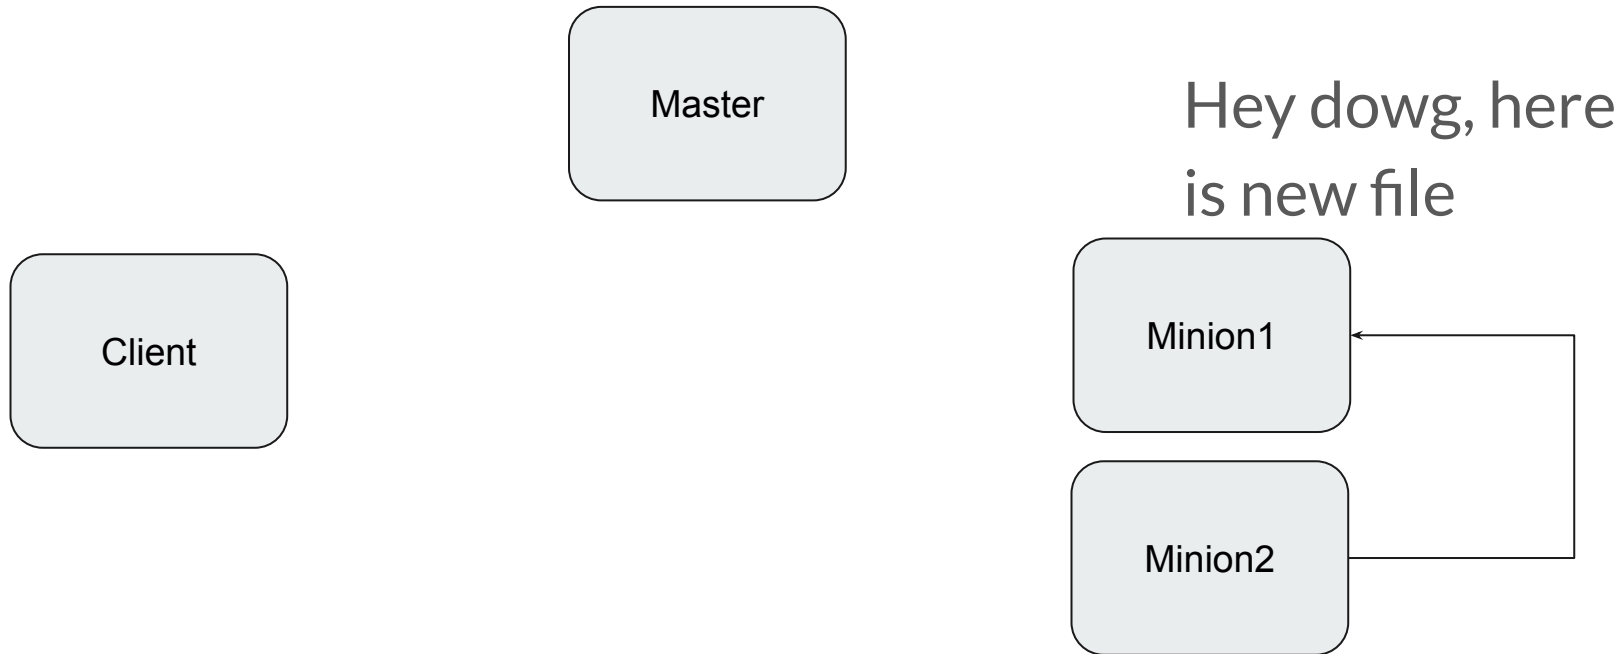 Master
Hey dowg, here
is new file
Client
Minion1
Minion2